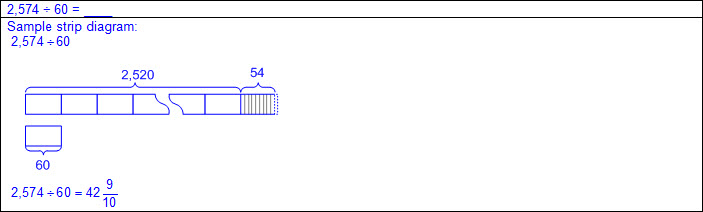 2,574 ÷ 60 = ____
Sample strip diagram:
2,574 ÷ 60
2,520 54
60
2,574 ÷ 60 = 42 9/10